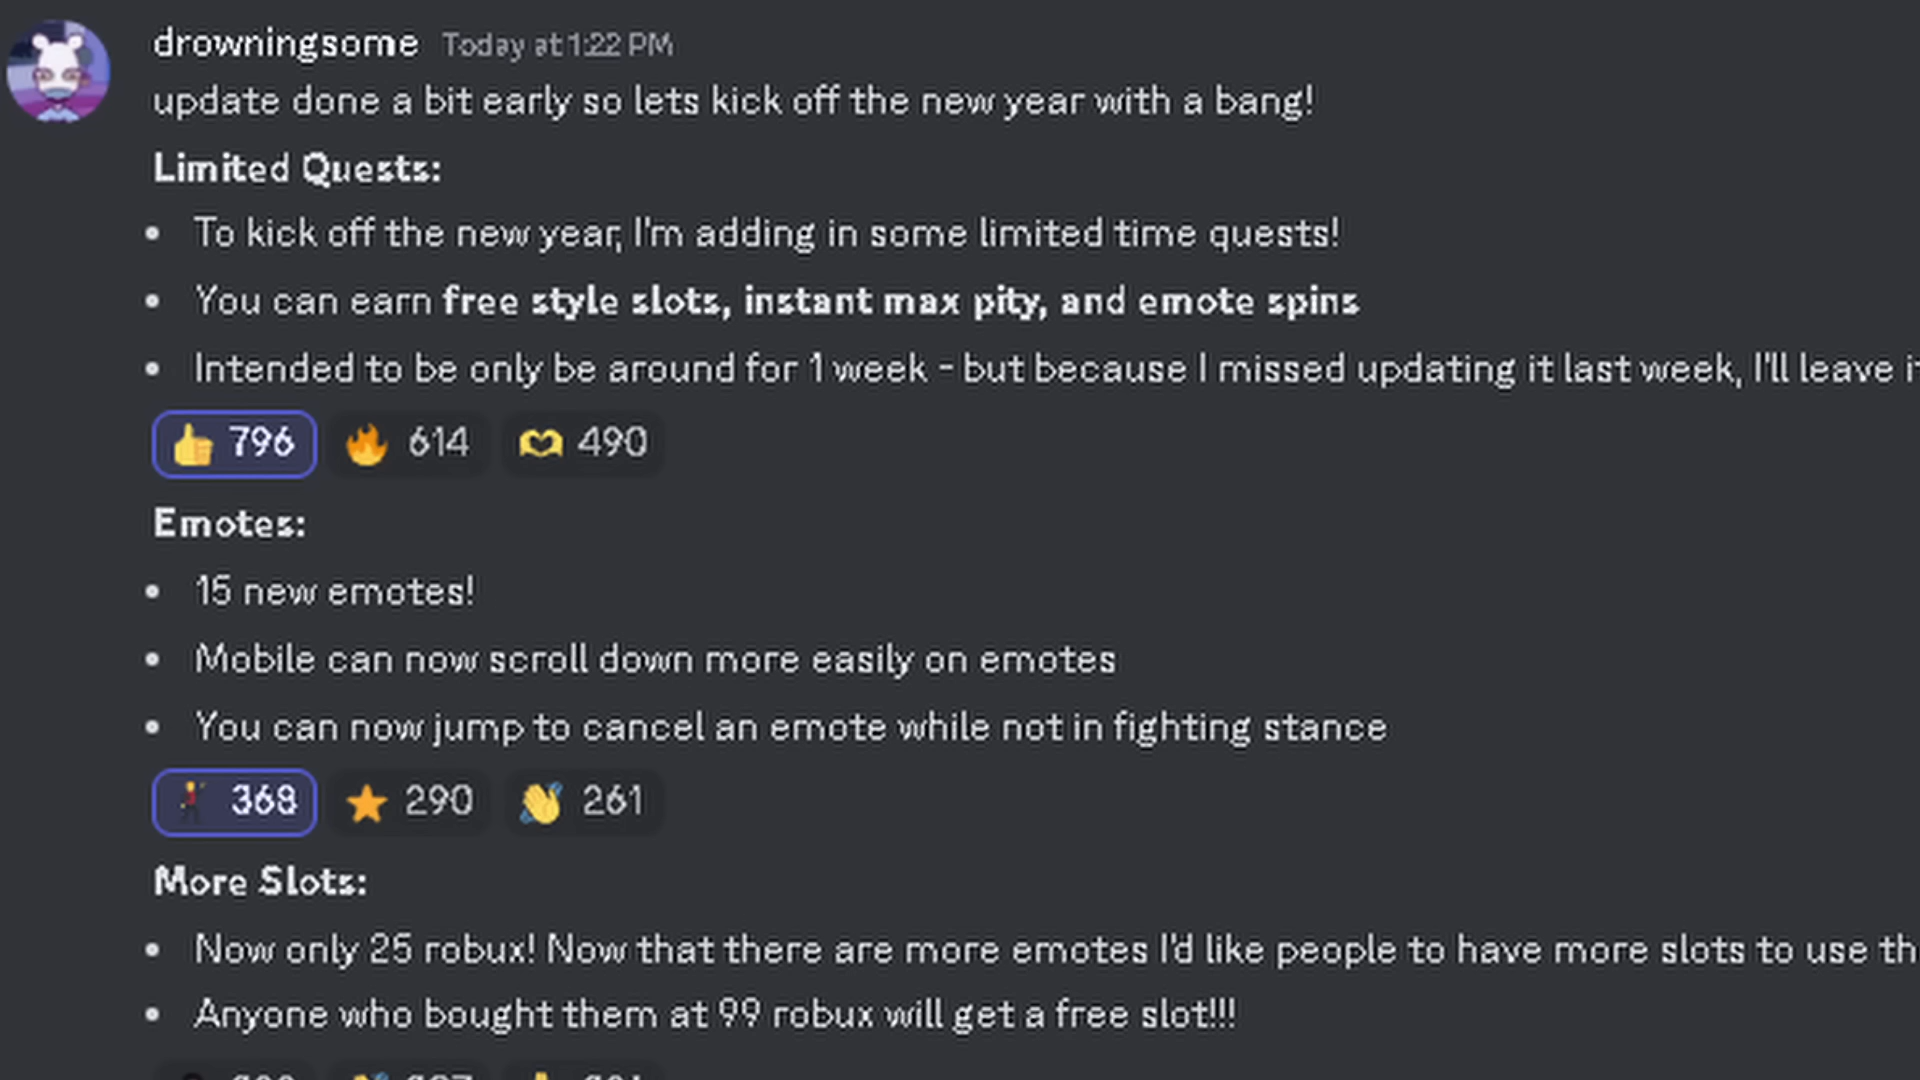 drowningsome Today at 1:22 PM
update done a bit early so lets kick off the new year with a bang!
Limited Quests:
• To kick off the new year, I'm adding in some limited time quests!
• You can earn free style slots, instant max pity, and emote spins
• Intended to be only be around for 1 week - but because I missed updating it last week, I'll leave it
👍 796 🔥 614 🫶 490
Emotes:
• 15 new emotes!
• Mobile can now scroll down more easily on emotes
• You can now jump to cancel an emote while not in fighting stance
🕺 368 ⭐ 290 👋 261
More Slots:
• Now only 25 robux! Now that there are more emotes I'd like people to have more slots to use th
• Anyone who bought them at 99 robux will get a free slot!!!